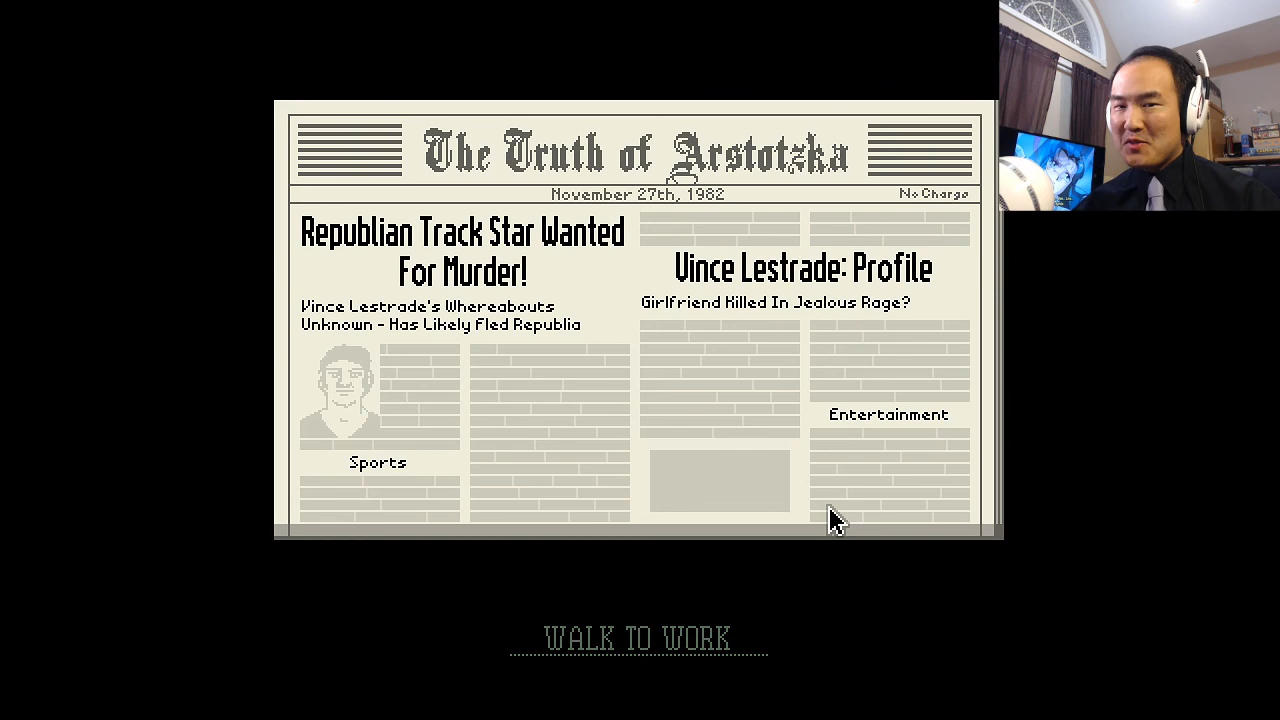 The Truth of Arstotzka
November 27th, 1982
No Charge
Republian Track Star Wanted
For Murder!
Vince Lestrade's Whereabouts
Unknown - Has Likely Fled Republia
Sports
Vince Lestrade: Profile
Girlfriend Killed In Jealous Rage?
Entertainment
WALK TO WORK